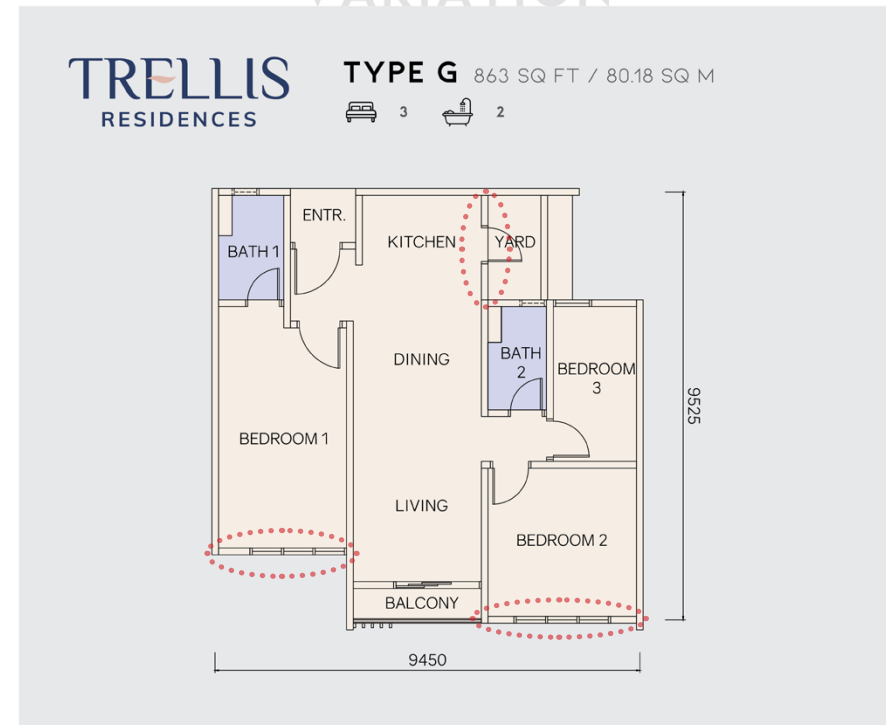 VARIATION
TRELLIS
RESIDENCES
TYPE G 863 SQ FT / 80.18 SQ M
3 2
ENTR.
BATH 1
KITCHEN
YARD
DINING
BATH
2
BEDROOM
3
BEDROOM 1
LIVING
BEDROOM 2
BALCONY
9525
9450